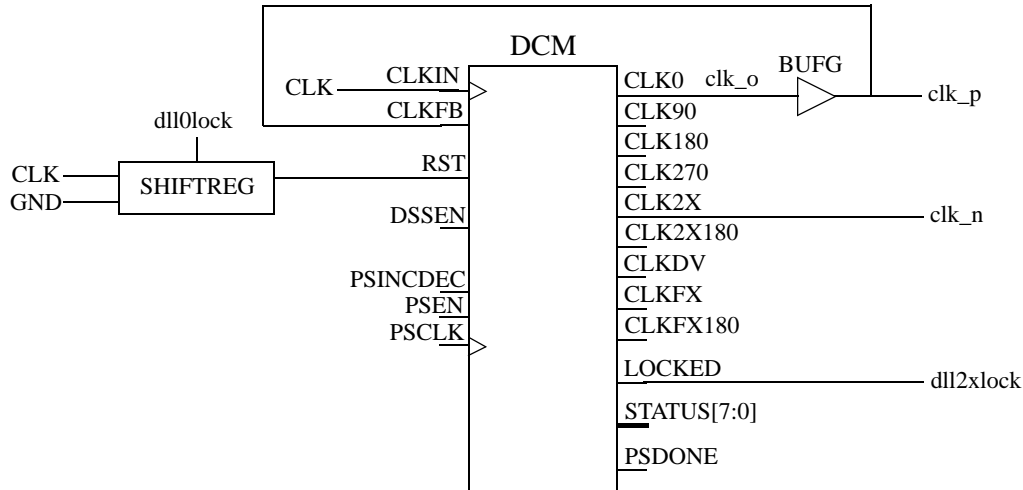 DCM
BUFG
CLKIN
CLK
CLKFB
dll0lock
CLK
GND
SHIFTREG
RST
DSSEN
PSINCDEC
PSEN
PSCLK
CLK0
clk_o
clk_p
CLK90
CLK180
CLK270
CLK2X
clk_n
CLK2X180
CLKDV
CLKFX
CLKFX180
LOCKED
dll2xlock
STATUS[7:0]
PSDONE